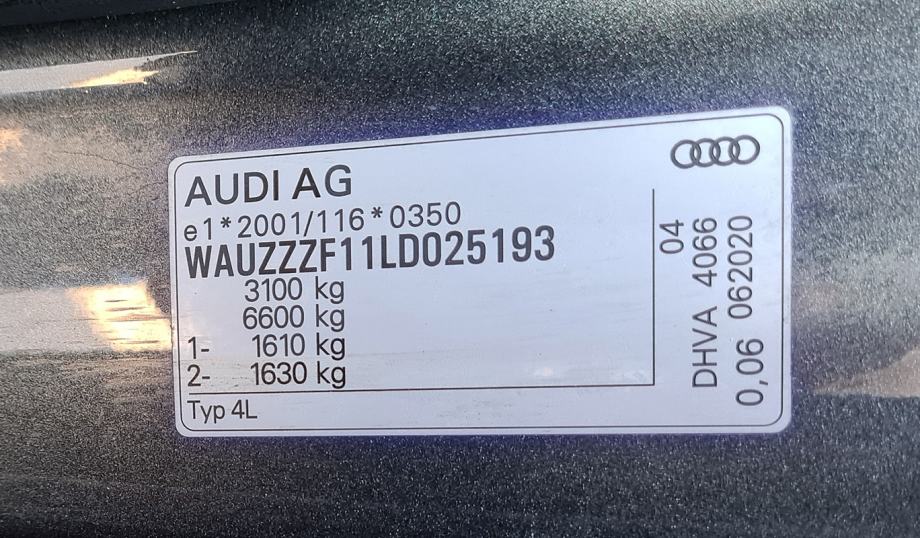 AUDI AG
e1*2001/116*0350
WAUZZZF11LD025193
3100 kg
6600 kg
1- 1610 kg
2- 1630 kg
Typ 4L
04
DHVA 4066
0,06 062020